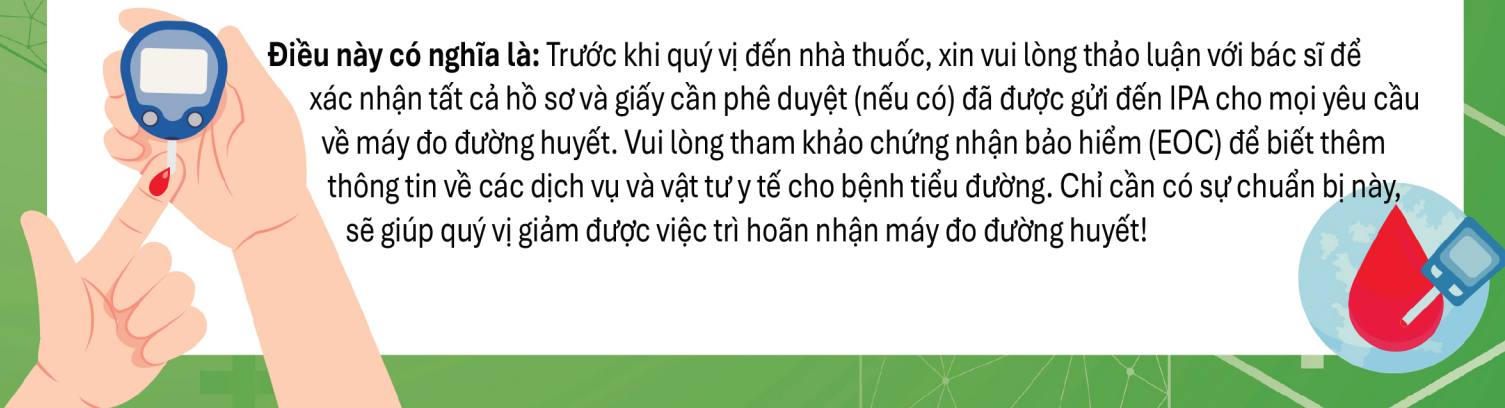 Điều này có nghĩa là: Trước khi quý vị đến nhà thuốc, xin vui lòng thảo luận với bác sĩ để
xác nhận tất cả hồ sơ và giấy cần phê duyệt (nếu có) đã được gửi đến IPA cho mọi yêu cầu
về máy đo đường huyết. Vui lòng tham khảo chứng nhận bảo hiểm (EOC) để biết thêm
thông tin về các dịch vụ và vật tư y tế cho bệnh tiểu đường. Chỉ cần có sự chuẩn bị này,
sẽ giúp quý vị giảm được việc trì hoãn nhận máy đo đường huyết!